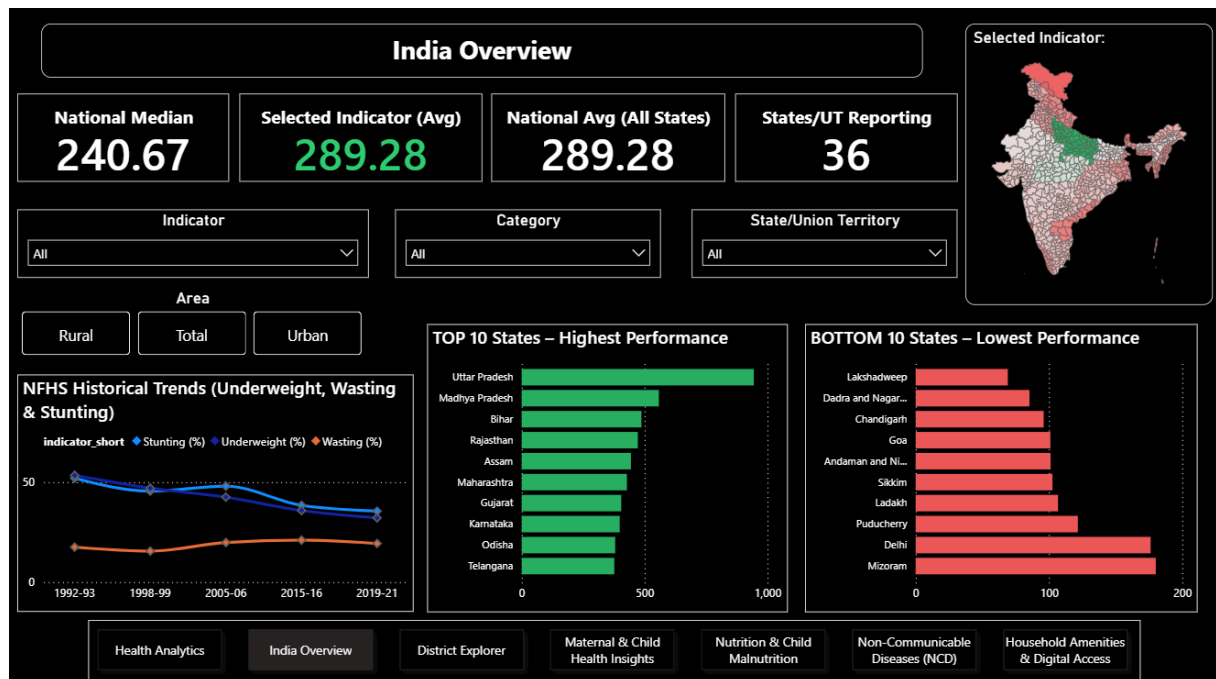 India Overview
Selected Indicator:
National Median
240.67
Selected Indicator (Avg)
289.28
National Avg (All States)
289.28
States/UT Reporting
36
Indicator
All
Category
All
State/Union Territory
All
Area
Rural
Total
Urban
NFHS Historical Trends (Underweight, Wasting
& Stunting)
indicator_short Stunting (%) Underweight (%) Wasting (%)
50
0
1992-93 1998-99 2005-06 2015-16 2019-21
TOP 10 States – Highest Performance
Uttar Pradesh
Madhya Pradesh
Bihar
Rajasthan
Assam
Maharashtra
Gujarat
Karnataka
Odisha
Telangana
0 500 1,000
BOTTOM 10 States – Lowest Performance
Lakshadweep
Dadra and Nagar...
Chandigarh
Goa
Andaman and Ni...
Sikkim
Ladakh
Puducherry
Delhi
Mizoram
0 100 200
Health Analytics
India Overview
District Explorer
Maternal & Child
Health Insights
Nutrition & Child
Malnutrition
Non-Communicable
Diseases (NCD)
Household Amenities
& Digital Access